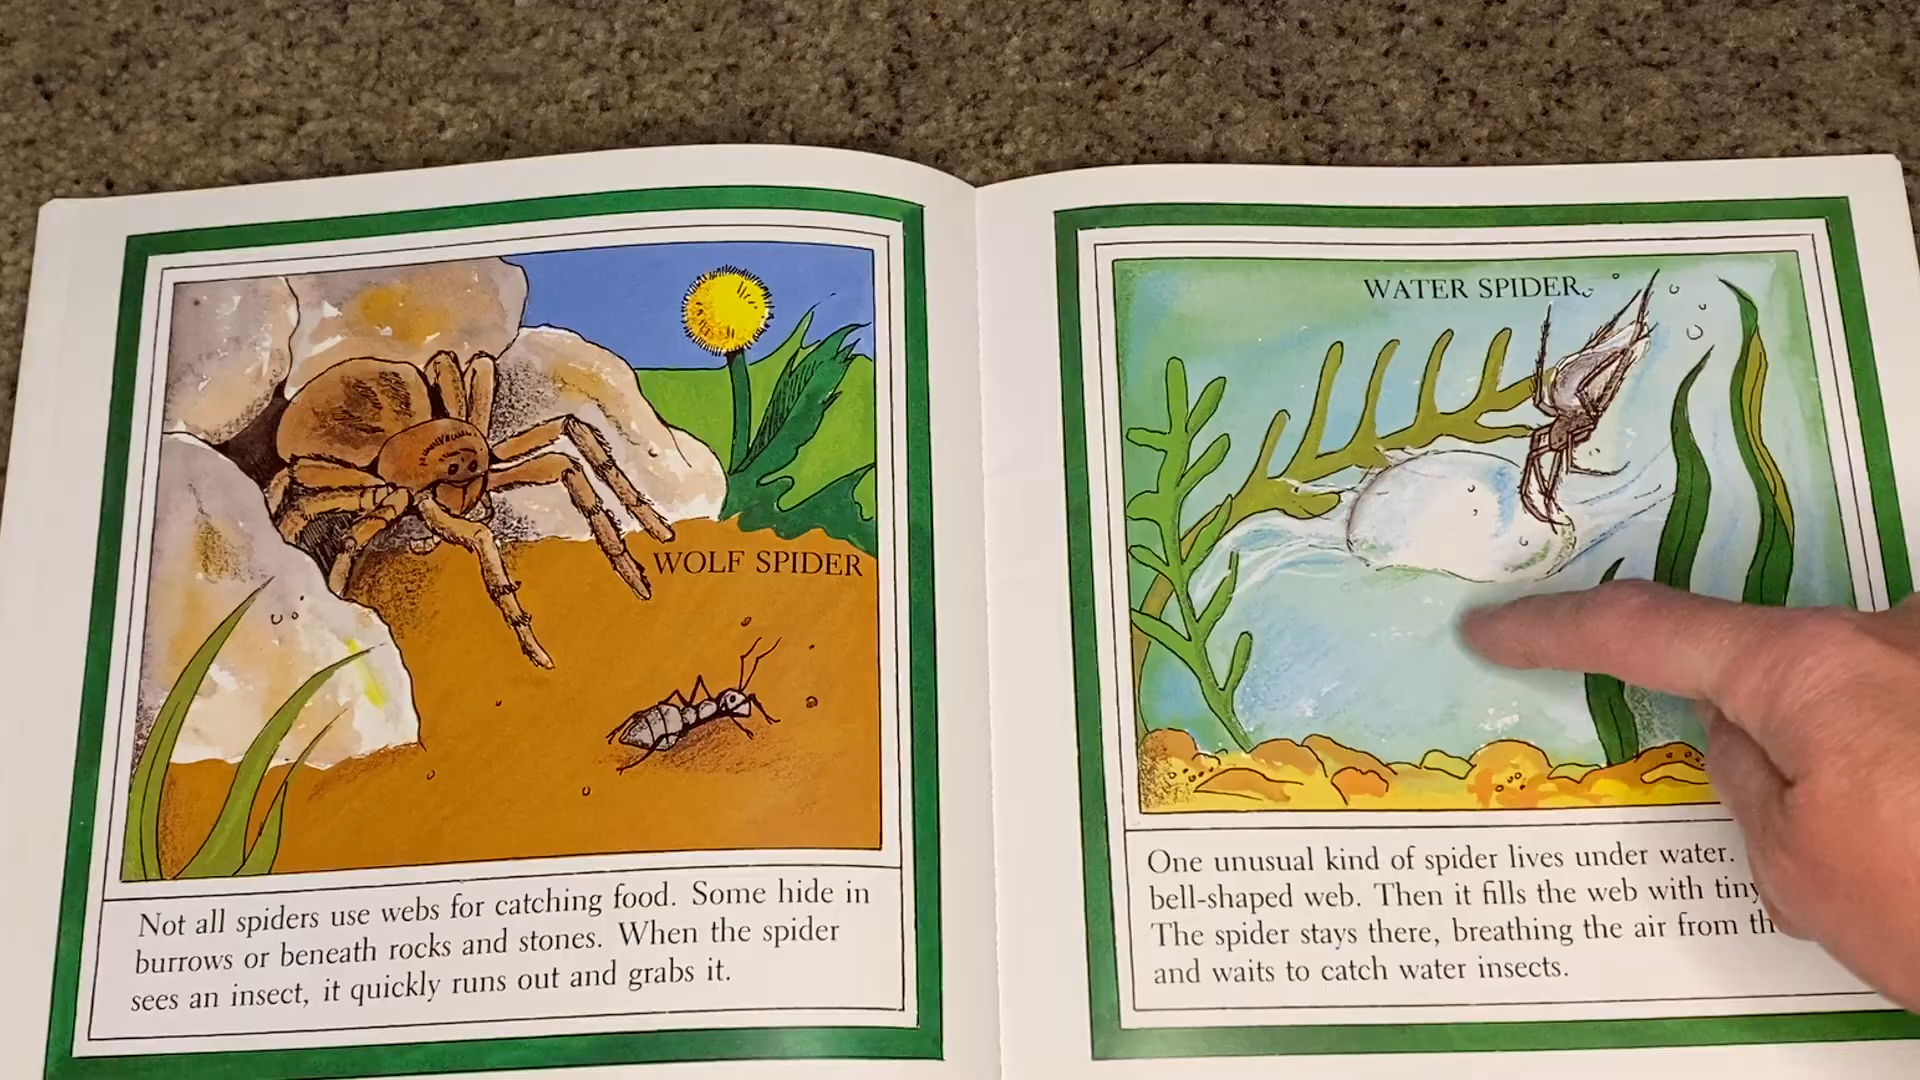 WOLF SPIDER
Not all spiders use webs for catching food. Some hide in
burrows or beneath rocks and stones. When the spider
sees an insect, it quickly runs out and grabs it.
WATER SPIDER
One unusual kind of spider lives under water.
bell-shaped web. Then it fills the web with tiny
The spider stays there, breathing the air from
and waits to catch water insects.